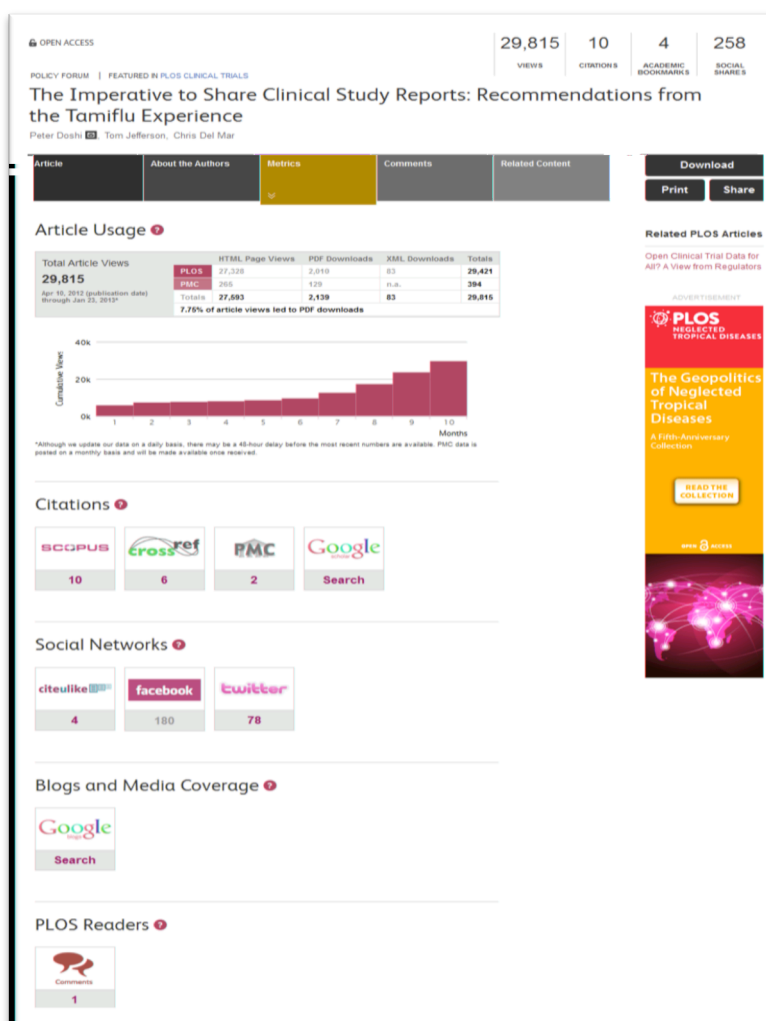 OPEN ACCESS
29,815 10 4 258
VIEWS CITATIONS ACADEMIC BOOKMARKS SOCIAL SHARES
POLICY FORUM | FEATURED IN PLOS CLINICAL TRIALS
The Imperative to Share Clinical Study Reports: Recommendations from
the Tamiflu Experience
Peter Doshi, Tom Jefferson, Chris Del Mar
Article About the Authors Metrics Comments Related Content
Download
Print Share
Article Usage ?
Total Article Views
29,815
Apr 10, 2012 (publication date)
through Jan 23, 2013*
HTML Page Views PDF Downloads XML Downloads Totals
PLOS 27,328 2,010 83 29,421
PMC 265 129 n.a. 394
Totals 27,593 2,139 83 29,815
7.75% of article views led to PDF downloads
Cumulative Views
40k
20k
0k
1 2 3 4 5 6 7 8 9 10
Months
*Although we update our data on a daily basis, there may be a 48-hour delay before the most recent numbers are available. PMC data is
posted on a monthly basis and will be made available once received.
Related PLOS Articles
Open Clinical Trial Data for
All? A View from Regulators
ADVERTISEMENT
PLOS
NEGLECTED
TROPICAL DISEASES
The Geopolitics
of Neglected
Tropical
Diseases
A Fifth-Anniversary
Collection
READ THE
COLLECTION
OPEN ACCESS
Citations ?
SCOPUS cross ref PMC Google scholar
10 6 2 Search
Social Networks ?
citeulike facebook twitter
4 180 78
Blogs and Media Coverage ?
Google
blogs
Search
PLOS Readers ?
Comments
1